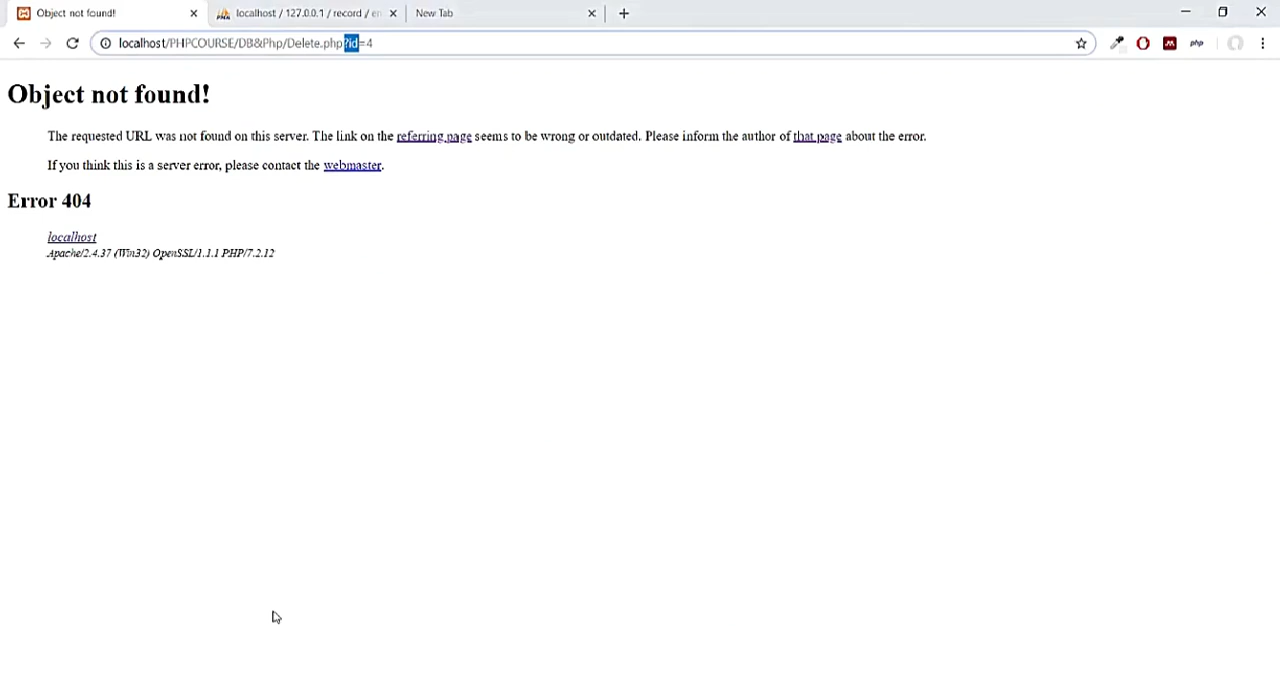 Object not found!
localhost / 127.0.0.1 / record / en
New Tab
localhost/PHPCOURSE/DB&Php/Delete.php?id=4
php
Object not found!
The requested URL was not found on this server. The link on the referring page seems to be wrong or outdated. Please inform the author of that page about the error.
If you think this is a server error, please contact the webmaster.
Error 404
localhost
Apache/2.4.37 (Win32) OpenSSL/1.1.1 PHP/7.2.12